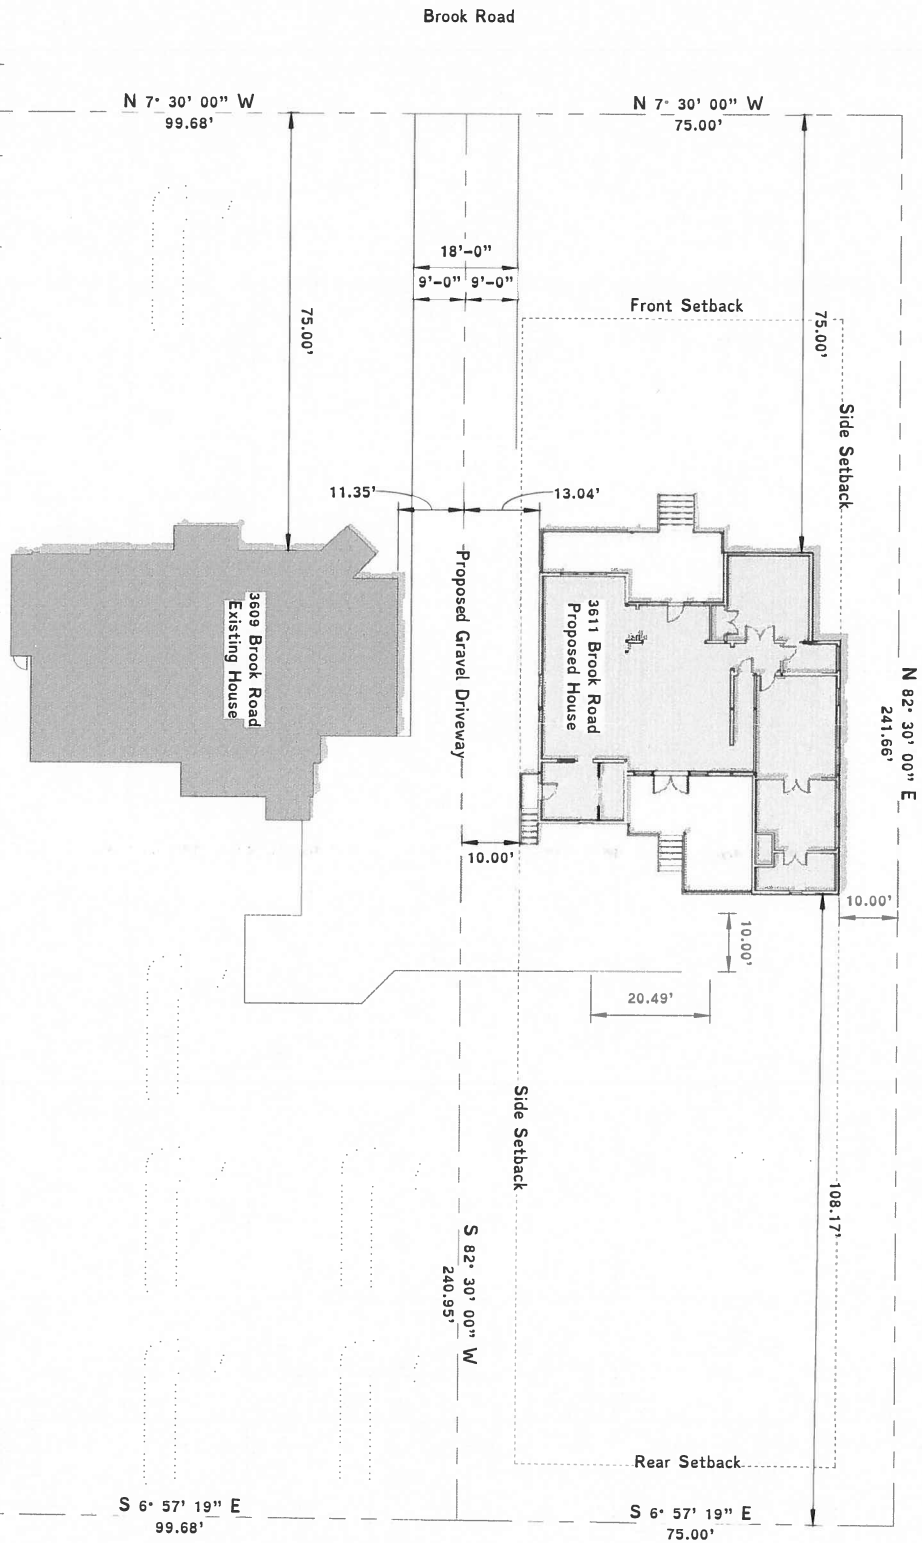 Brook Road
N 7° 30' 00" W
99.68'
N 7° 30' 00" W
75.00'
18'-0"
9'-0"
9'-0"
Front Setback
75.00'
75.00'
Side Setback
11.35'
13.04'
Proposed Gravel Driveway
3609 Brook Road
Existing House
3611 Brook Road
Proposed House
N 82° 30' 00" E
241.66'
10.00'
10.00'
10.00'
20.49'
Side Setback
108.17'
S 82° 30' 00" W
240.95'
Rear Setback
S 6° 57' 19" E
99.68'
S 6° 57' 19" E
75.00'